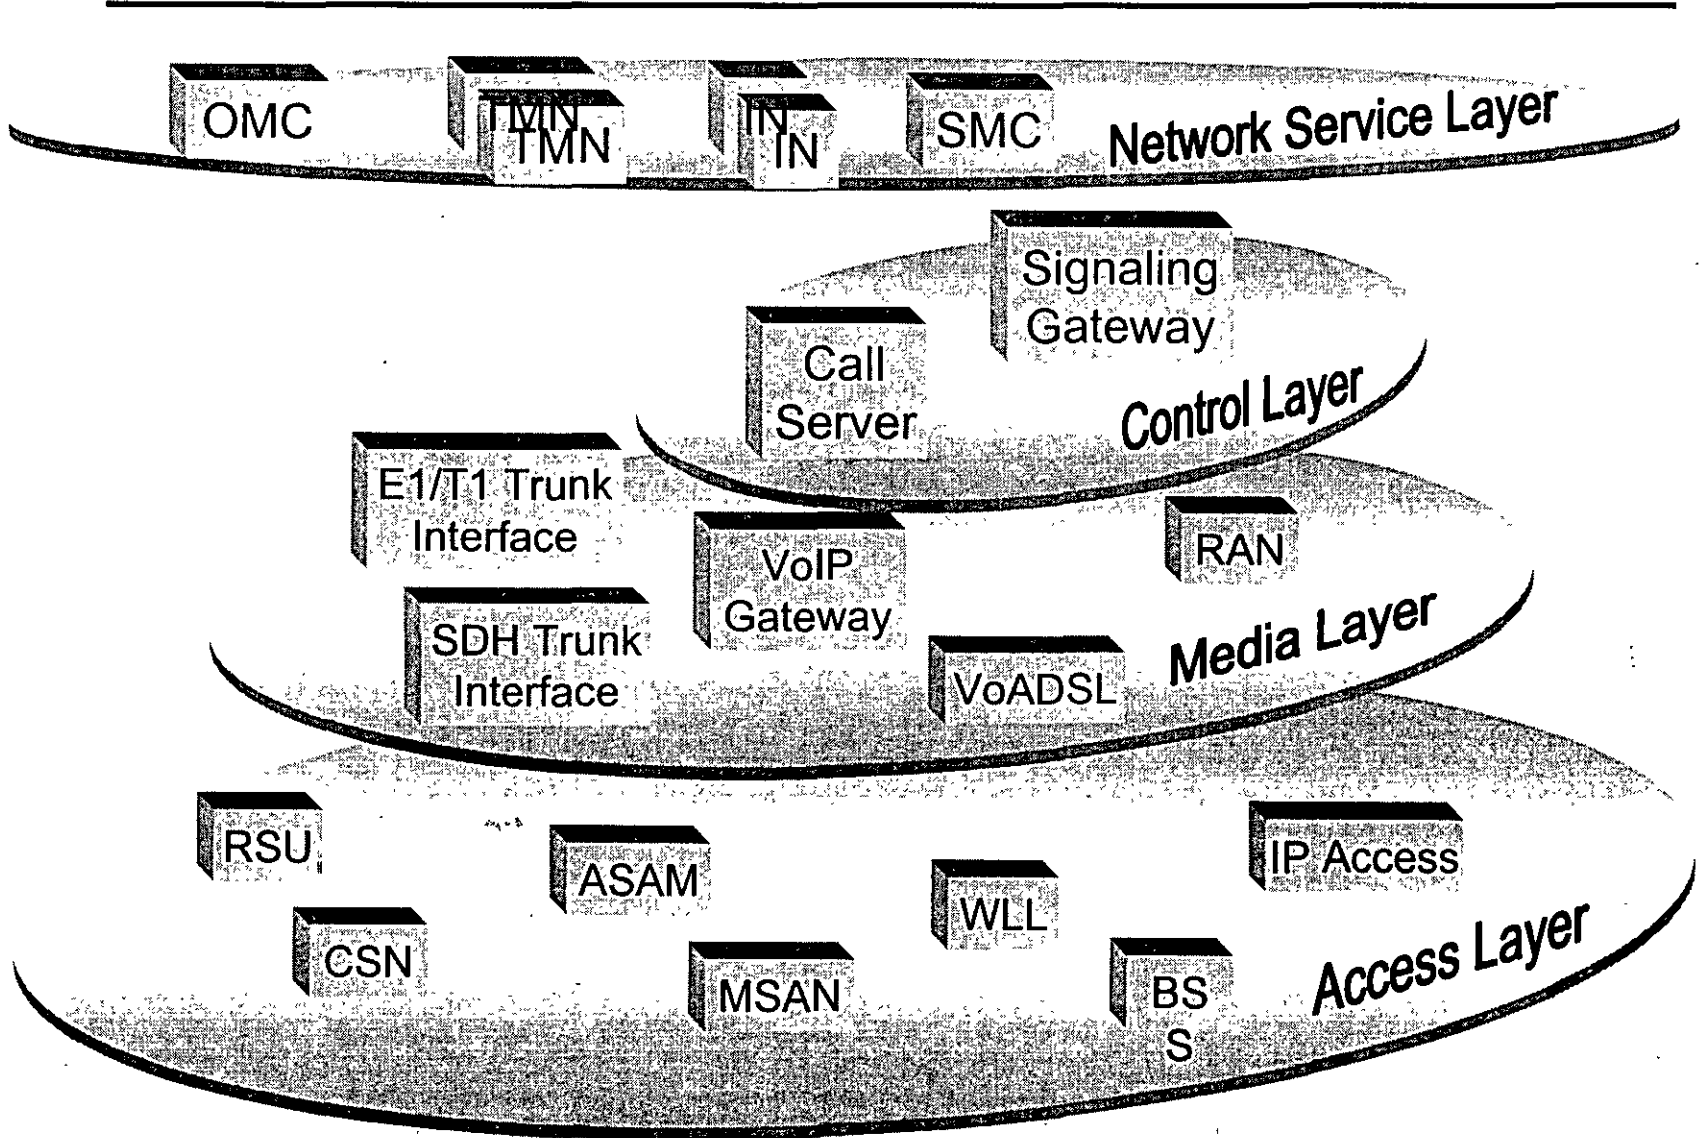 OMC
TMN
TMN
IN
IN
SMC
Network Service Layer
Signaling
Gateway
Call
Server
Control Layer
E1/T1 Trunk
Interface
VoIP
Gateway
RAN
SDH Trunk
Interface
VoADSL
Media Layer
RSU
ASAM
IP Access
WLL
CSN
MSAN
BS
S
Access Layer